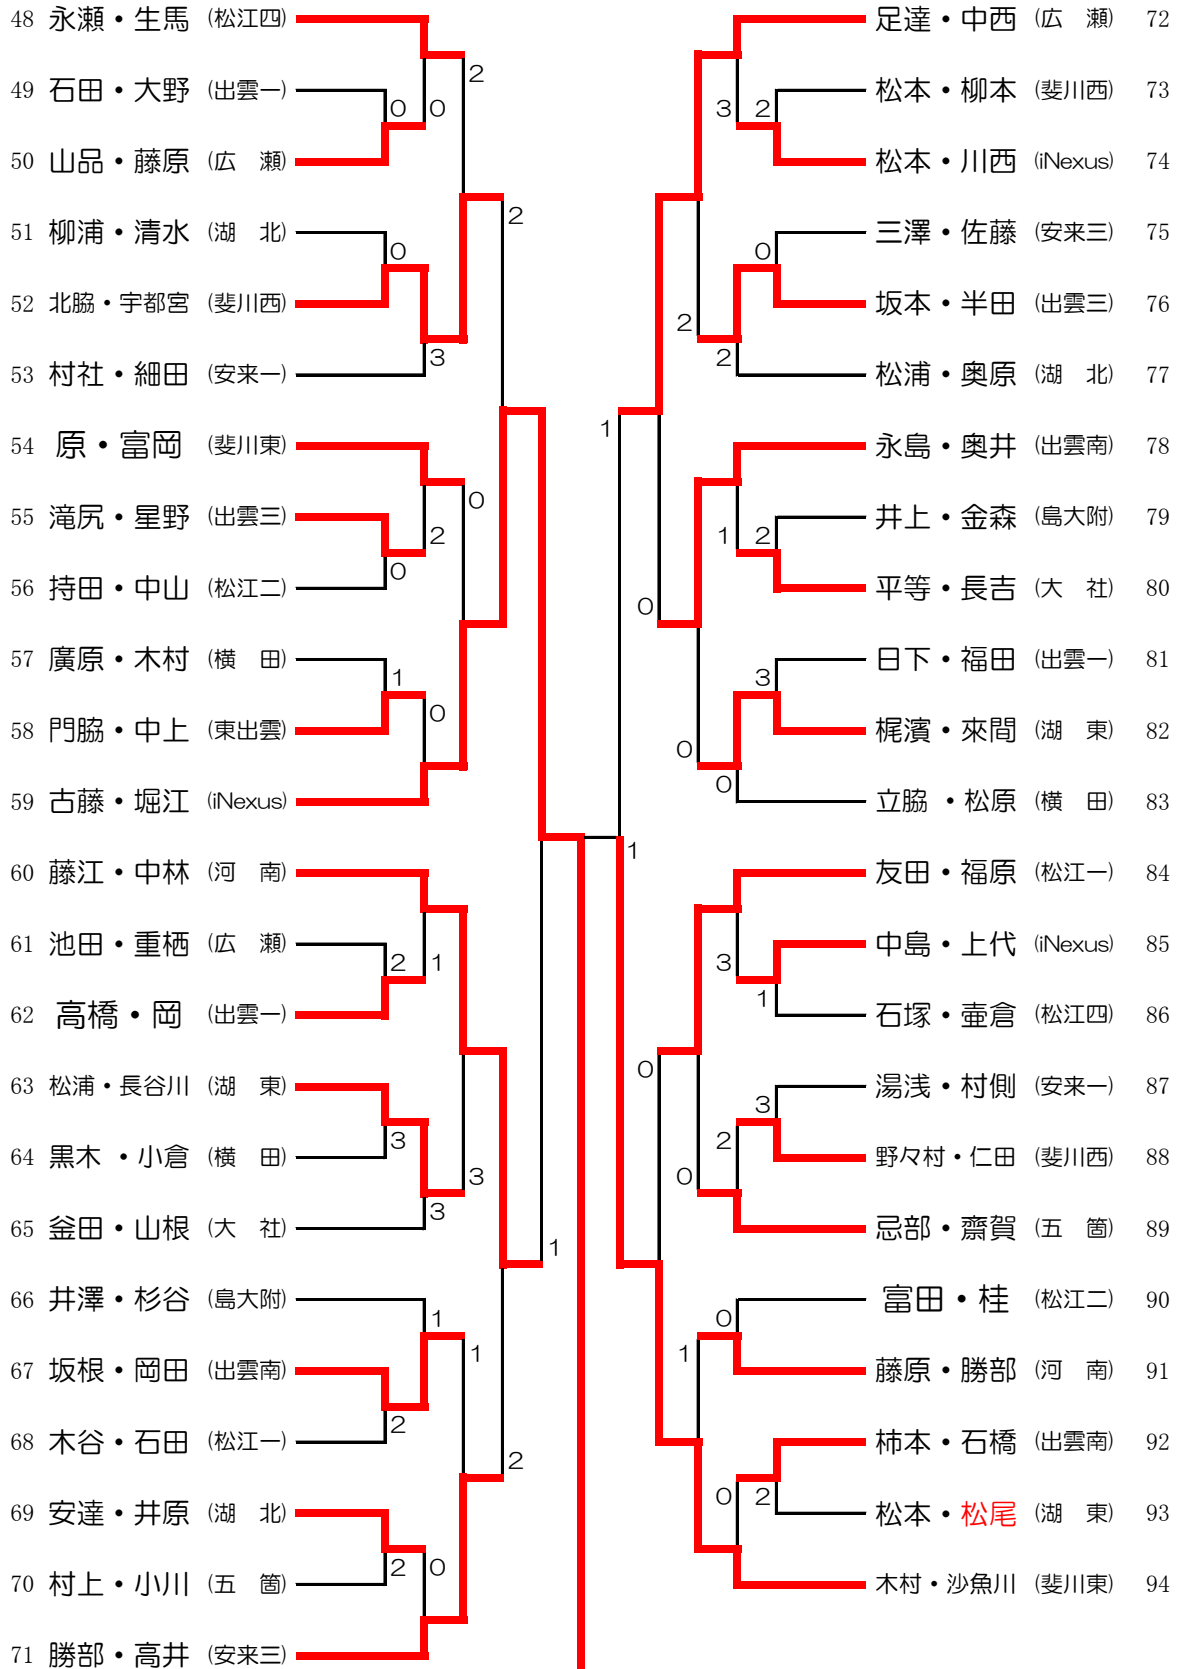 48 永瀬・生馬 (松江四)
49 石田・大野 (出雲一)
50 山品・藤原 (広　瀬)
51 柳浦・清水 (湖　北)
52 北脇・宇都宮 (斐川西)
53 村社・細田 (安来一)
54 原・富岡 (斐川東)
55 滝尻・星野 (出雲三)
56 持田・中山 (松江二)
57 廣原・木村 (横　田)
58 門脇・中上 (東出雲)
59 古藤・堀江 (iNexus)
60 藤江・中林 (河　南)
61 池田・重栖 (広　瀬)
62 高橋・岡 (出雲一)
63 松浦・長谷川 (湖　東)
64 黒木 ・小倉 (横　田)
65 釜田・山根 (大　社)
66 井澤・杉谷 (島大附)
67 坂根・岡田 (出雲南)
68 木谷・石田 (松江一)
69 安達・井原 (湖　北)
70 村上・小川 (五　箇)
71 勝部・高井 (安来三)
2
0 0
2
0
3
0
2
0
1
0
2 1
3
3
3
1
1
1
2
2
2 0
1
1
3 2
0
2
2
1 2
0
3
0
0
3
1
0
3
2
0
0
1
0 2
足達・中西 (広　瀬) 72
松本・柳本 (斐川西) 73
松本・川西 (iNexus) 74
三澤・佐藤 (安来三) 75
坂本・半田 (出雲三) 76
松浦・奥原 (湖　北) 77
永島・奥井 (出雲南) 78
井上・金森 (島大附) 79
平等・長吉 (大　社) 80
日下・福田 (出雲一) 81
梶濱・來間 (湖　東) 82
立脇 ・松原 (横　田) 83
友田・福原 (松江一) 84
中島・上代 (iNexus) 85
石塚・壷倉 (松江四) 86
湯浅・村側 (安来一) 87
野々村・仁田 (斐川西) 88
忌部・齋賀 (五　箇) 89
富田・桂 (松江二) 90
藤原・勝部 (河　南) 91
柿本・石橋 (出雲南) 92
松本・松尾 (湖　東) 93
木村・沙魚川 (斐川東) 94